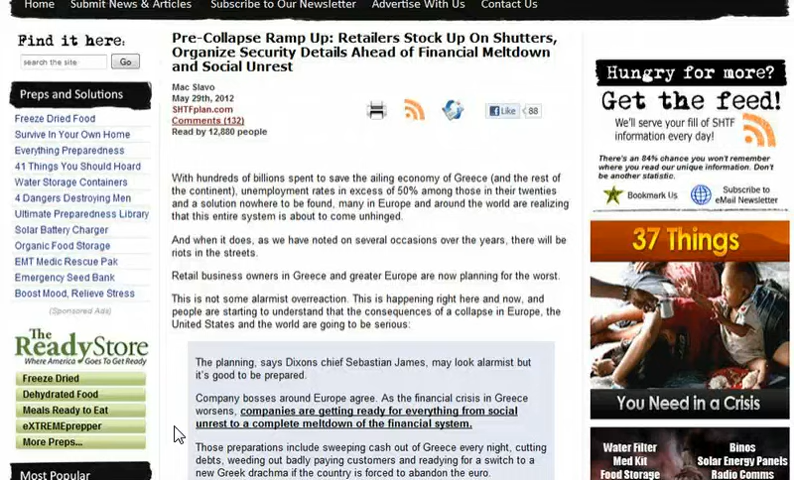 Home Submit News & Articles Subscribe to Our Newsletter Advertise With Us Contact Us
Find it here:
search the site Go
Preps and Solutions
Freeze Dried Food
Survive In Your Own Home
Everything Preparedness
41 Things You Should Hoard
Water Storage Containers
4 Dangers Destroying Men
Ultimate Preparedness Library
Solar Battery Charger
Organic Food Storage
EMT Medic Rescue Pak
Emergency Seed Bank
Boost Mood, Relieve Stress
(Sponsored Ads)
The
ReadyStore
Where America Goes To Get Ready
Freeze Dried
Dehydrated Food
Meals Ready to Eat
eXTREMEprepper
More Preps...
Most Popular
Pre-Collapse Ramp Up: Retailers Stock Up On Shutters,
Organize Security Details Ahead of Financial Meltdown
and Social Unrest
Mac Slavo
May 29th, 2012
SHTFplan.com
Comments (132)
Read by 12,880 people
Like 88
With hundreds of billions spent to save the ailing economy of Greece (and the rest of
the continent), unemployment rates in excess of 50% among those in their twenties
and a solution nowhere to be found, many in Europe and around the world are realizing
that this entire system is about to come unhinged.
And when it does, as we have noted on several occasions over the years, there will be
riots in the streets.
Retail business owners in Greece and greater Europe are now planning for the worst.
This is not some alarmist overreaction. This is happening right here and now, and
people are starting to understand that the consequences of a collapse in Europe, the
United States and the world are going to be serious:
The planning, says Dixons chief Sebastian James, may look alarmist but
it's good to be prepared.
Company bosses around Europe agree. As the financial crisis in Greece
worsens, companies are getting ready for everything from social
unrest to a complete meltdown of the financial system.
Those preparations include sweeping cash out of Greece every night, cutting
debts, weeding out badly paying customers and readying for a switch to a
new Greek drachma if the country is forced to abandon the euro.
Hungry for more?
Get the feed!
We'll serve your fill of SHTF
information every day!
There's an 84% chance you won't remember
where you read our unique information. Don't
be another statistic.
Bookmark Us
Subscribe to
eMail Newsletter
37 Things
You Need in a Crisis
Water Filter
Med Kit
Food Storage
Binos
Solar Energy Panels
Radio Comms